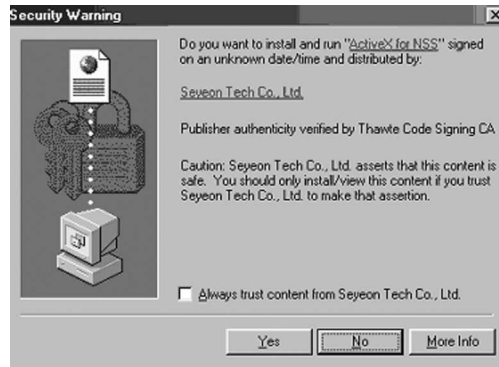 Security Warning
Do you want to install and run "ActiveX for NSS" signed
on an unknown date/time and distributed by:
Seyeon Tech Co., Ltd.
Publisher authenticity verified by Thawte Code Signing CA
Caution: Seyeon Tech Co., Ltd. asserts that this content is
safe. You should only install/view this content if you trust
Seyeon Tech Co., Ltd. to make that assertion.
Always trust content from Seyeon Tech Co., Ltd.
Yes
No
More Info